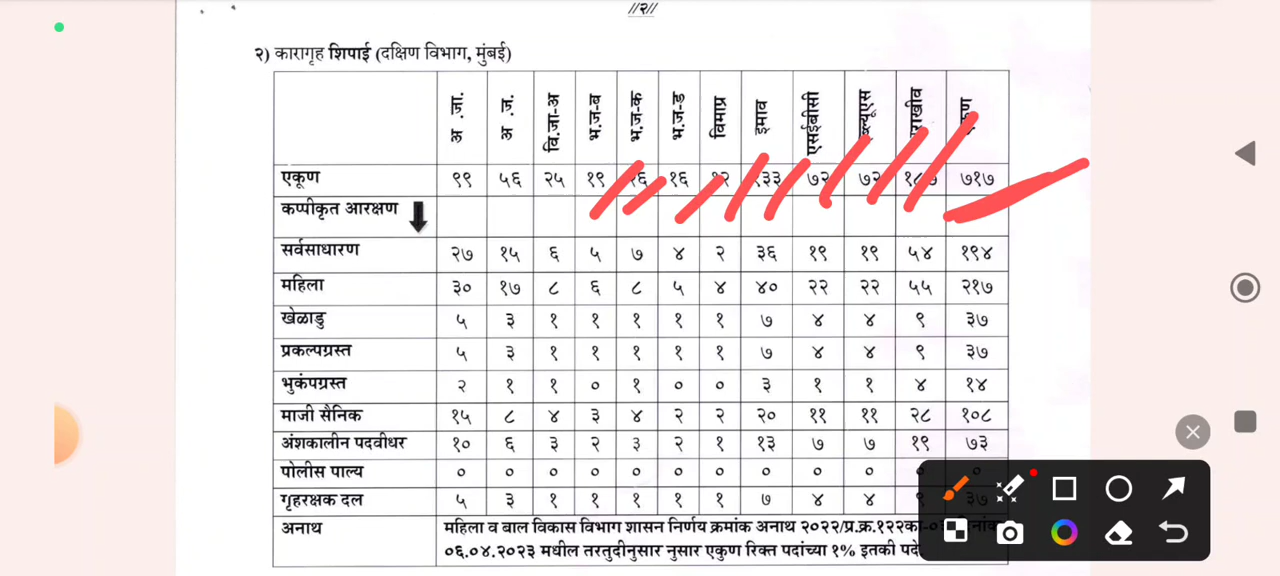 //२//
२) कारागृह शिपाई (दक्षिण विभाग, मुंबई)
अ .जा. अ .ज. वि.जा-अ भ.ज-ब भ.ज-क भ.ज-ड विमाप्र इमाव एसईबीसी
एकूण ९९ ५६ २५ १९ २६ १६ १२ १३३ ७२ ७२ १८७ ७१७
कप्पीकृत आरक्षण
सर्वसाधारण २७ १५ ६ ५ ७ ४ २ ३६ १९ १९ ५४ १९४
महिला ३० १७ ८ ६ ८ ५ ४ ४० २२ २२ ५५ २१७
खेळाडु ५ ३ १ १ १ १ १ ७ ४ ४ ९ ३७
प्रकल्पग्रस्त ५ ३ १ १ १ १ १ ७ ४ ४ ९ ३७
भुकंपग्रस्त २ १ १ ० १ ० ० ३ १ १ ४ १४
माजी सैनिक १५ ८ ४ ३ ४ २ २ २० ११ ११ २८ १०८
अंशकालीन पदवीधर १० ६ ३ २ ३ २ १ १३ ७ ७ १९ ७३
पोलीस पाल्य ० ० ० ० ० ० ० ० ० ० ० ०
गृहरक्षक दल ५ ३ १ १ १ १ १ ७ ४ ४ ९ ३७
अनाथ महिला व बाल विकास विभाग शासन निर्णय क्रमांक अनाथ २०२२/प्र.क्र.१२२
०६.०४.२०२३ मधील तरतुदीनुसार नुसार एकुण रिक्त पदांच्या १% इतकी